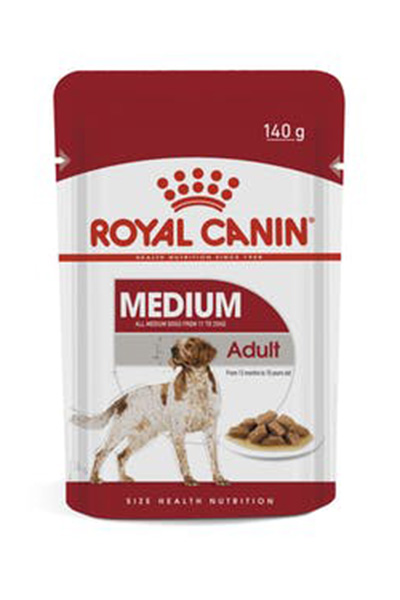 140 g
ROYAL CANIN®
HEALTH NUTRITION SINCE 1968
MEDIUM
ALL MEDIUM DOGS FROM 11 TO 25KG
Adult
From 12 months to 10 years old
SIZE HEALTH NUTRITION